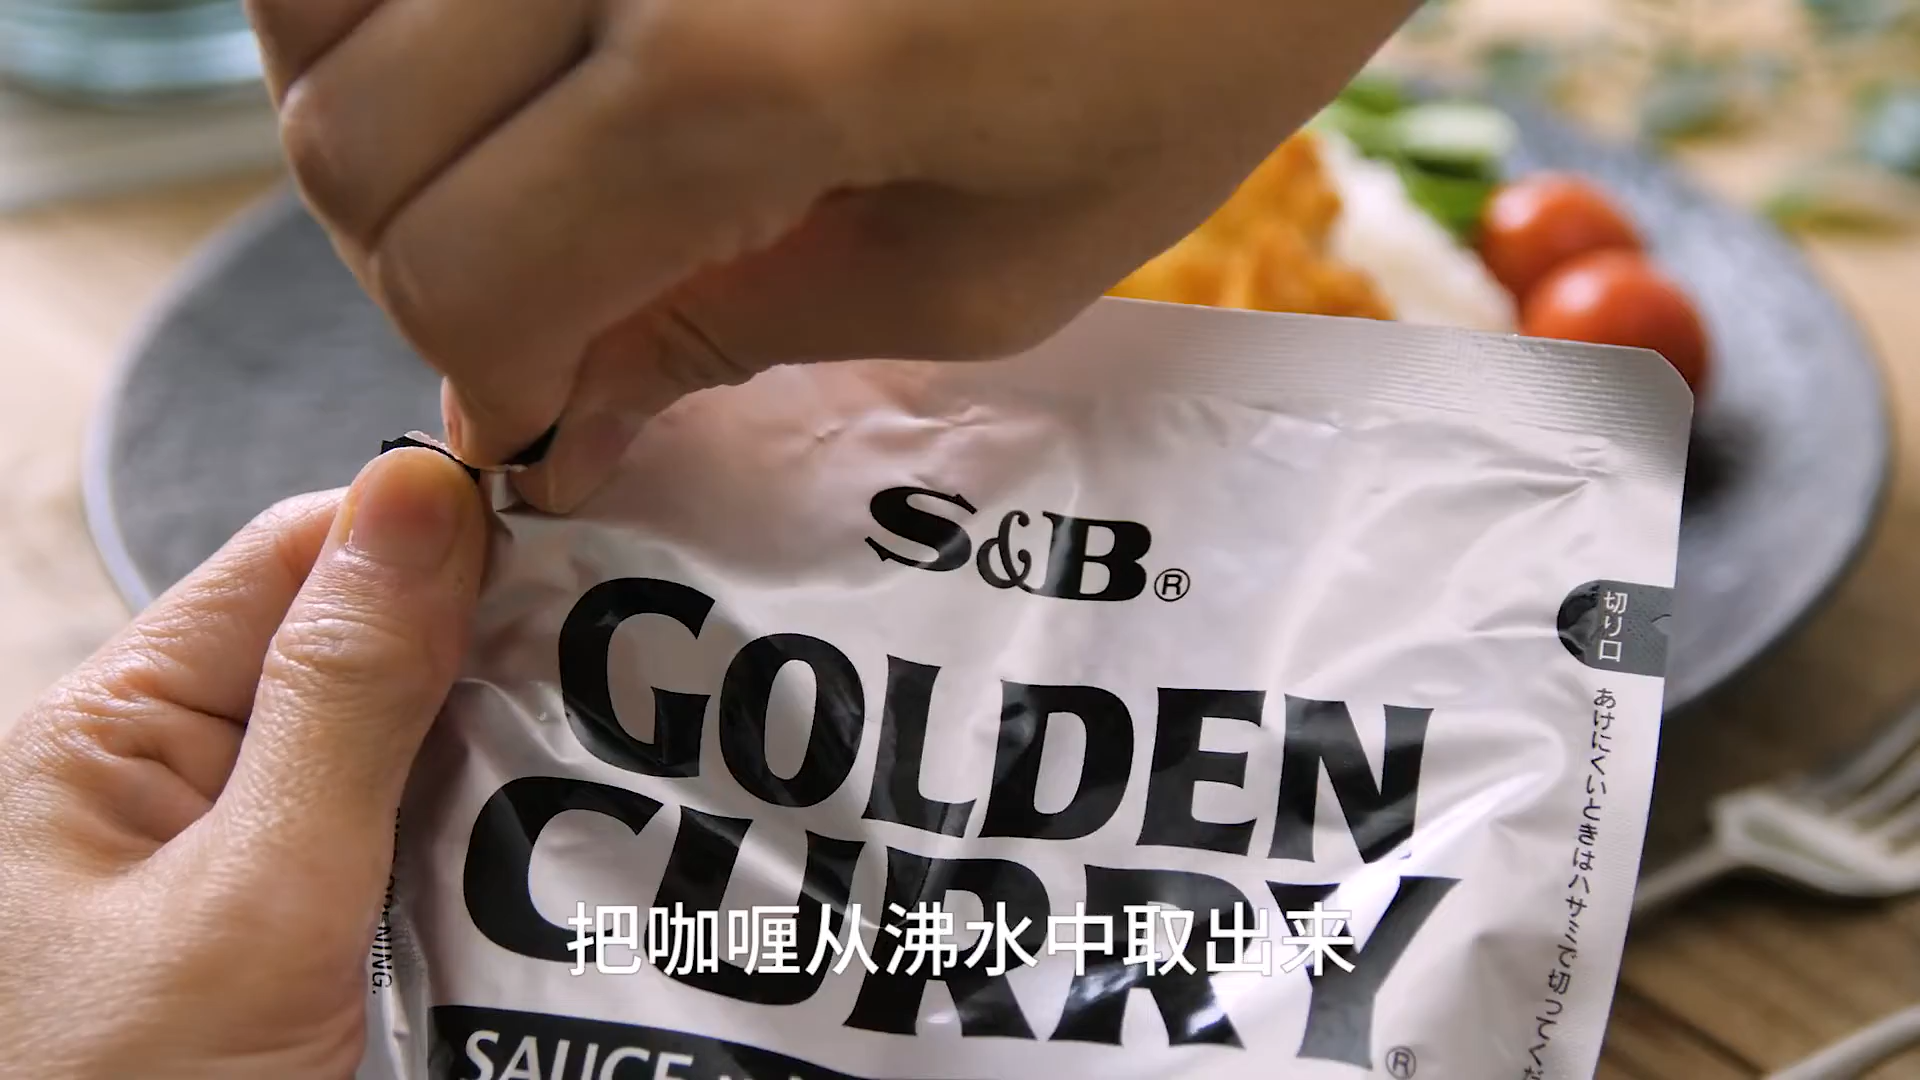 S&B®
GOLDEN
CURRY®
SAUCE
切り口
あけにくいときはハサミで切ってく
NING.
把咖喱从沸水中取出来